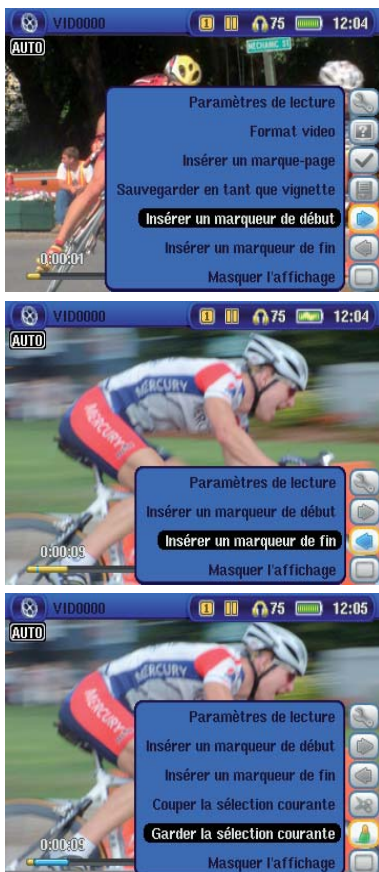 VID0000 1 75 12:04
AUTO
MECHANIC ST
Paramètres de lecture
Format video
Insérer un marque-page
Sauvegarder en tant que vignette
Insérer un marqueur de début
Insérer un marqueur de fin
0:00:01
Masquer l'affichage
VID0000 1 75 12:04
AUTO
MERCURY
MERCURY
Paramètres de lecture
Insérer un marqueur de début
Insérer un marqueur de fin
0:00:09
Masquer l'affichage
VID0000 1 75 12:05
AUTO
MERCURY
Paramètres de lecture
Insérer un marqueur de début
Insérer un marqueur de fin
Couper la sélection courante
Garder la sélection courante
0:00:09
Masquer l'affichage